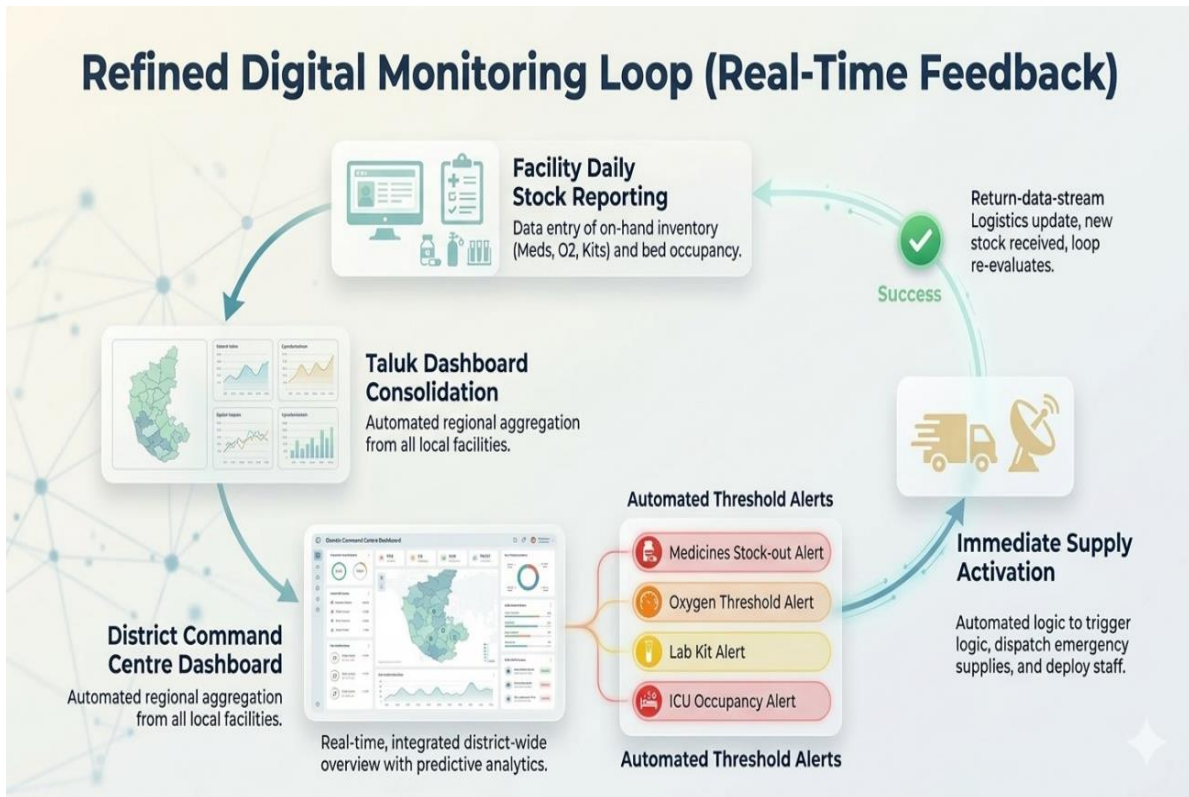 Refined Digital Monitoring Loop (Real-Time Feedback)
Facility Daily
Stock Reporting
Data entry of on-hand inventory
(Meds, O2, Kits) and bed occupancy.
Return-data-stream
Logistics update, new
stock received, loop
re-evaluates.
Success
Taluk Dashboard
Consolidation
Automated regional aggregation
from all local facilities.
Automated Threshold Alerts
Medicines Stock-out Alert
Oxygen Threshold Alert
Lab Kit Alert
ICU Occupancy Alert
Automated Threshold Alerts
Immediate Supply
Activation
Automated logic to trigger
logic, dispatch emergency
supplies, and deploy staff.
District Command
Centre Dashboard
Automated regional aggregation
from all local facilities.
Real-time, integrated district-wide
overview with predictive analytics.